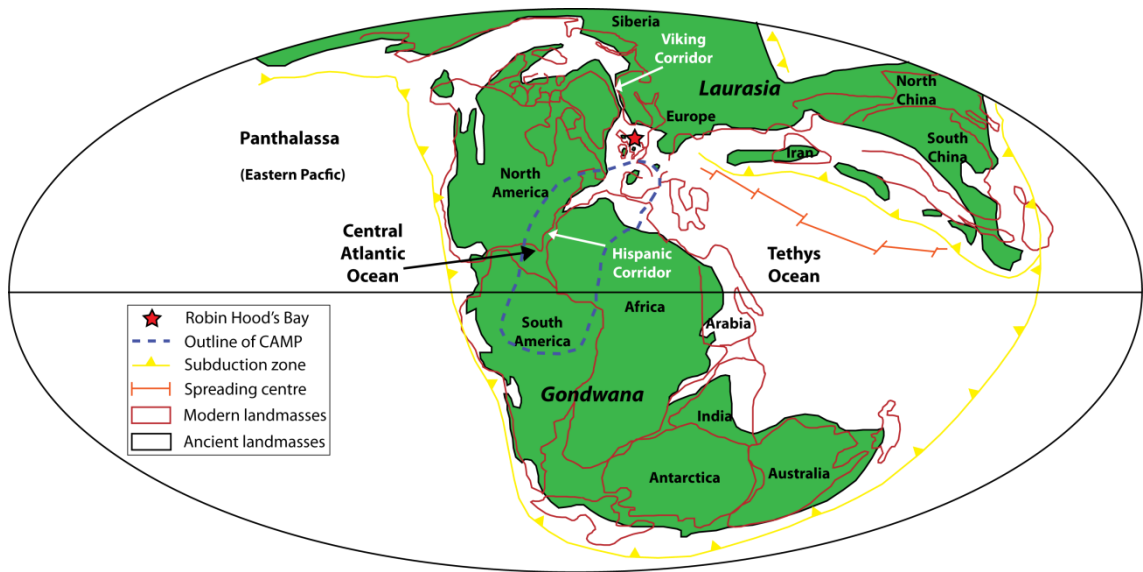 Siberia
Viking
Corridor
Laurasia
North
China
Panthalassa
Europe
South
China
(Eastern Pacfic)
Iran
North
America
Central
Atlantic
Ocean
Hispanic
Corridor
Tethys
Ocean
Africa
South
America
Arabia
Gondwana
India
Antarctica
Australia
Robin Hood's Bay
Outline of CAMP
Subduction zone
Spreading centre
Modern landmasses
Ancient landmasses